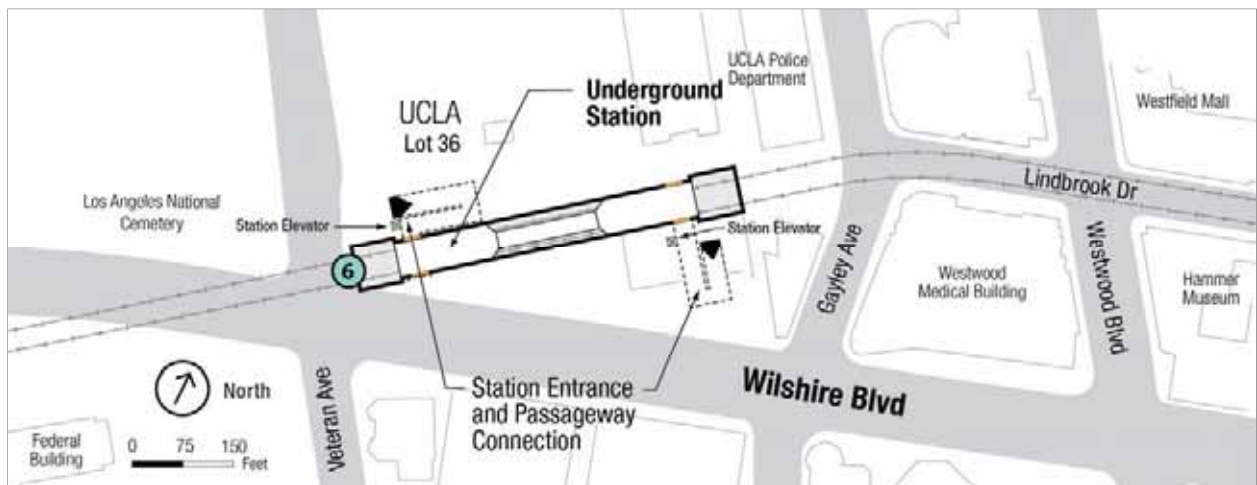 UCLA Police
Department
Underground
Station
UCLA
Lot 36
Westfield Mall
Lindbrook Dr
Los Angeles National
Cemetery
Station Elevator
Station Elevator
6
Gayley Ave
Westwood
Medical Building
Westwood Blvd
Hammer
Museum
North
Station Entrance
and Passageway
Connection
Wilshire Blvd
Veteran Ave
Federal
Building
0 75 150
Feet